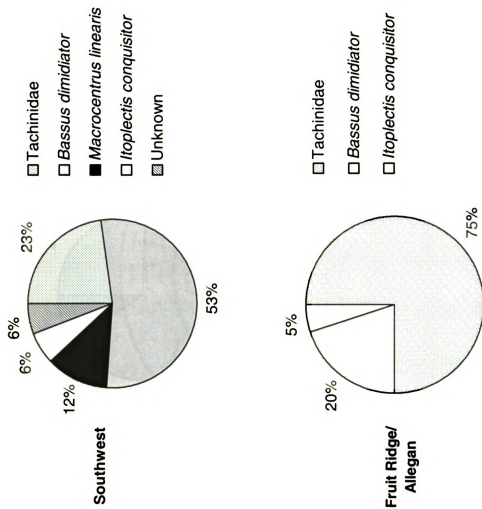 Southwest
23%
53%
12%
6%
6%
Tachinidae
Bassus dimidiator
Macrocentrus linearis
Itoplectis conquisitor
Unknown
Fruit Ridge/
Allegan
75%
20%
5%
Tachinidae
Bassus dimidiator
Itoplectis conquisitor